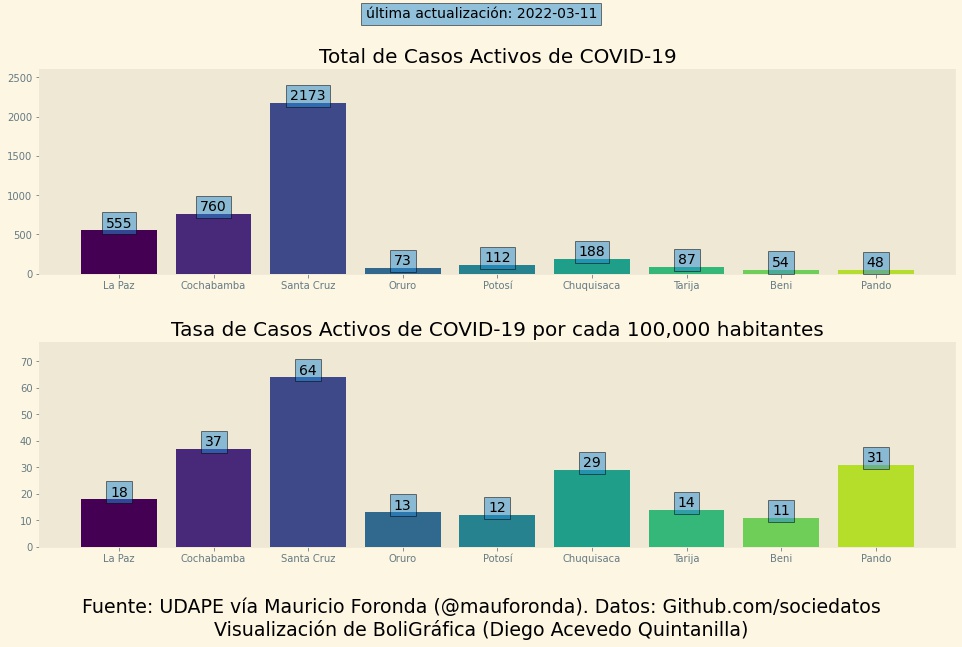 última actualización: 2022-03-11
Total de Casos Activos de COVID-19
2500
2000
1500
1000
500
0
555
760
2173
73
112
188
87
54
48
La Paz
Cochabamba
Santa Cruz
Oruro
Potosí
Chuquisaca
Tarija
Beni
Pando
Tasa de Casos Activos de COVID-19 por cada 100,000 habitantes
70
60
50
40
30
20
10
0
18
37
64
13
12
29
14
11
31
La Paz
Cochabamba
Santa Cruz
Oruro
Potosí
Chuquisaca
Tarija
Beni
Pando
Fuente: UDAPE vía Mauricio Foronda (@mauforonda). Datos: Github.com/sociedatos
Visualización de BoliGráfica (Diego Acevedo Quintanilla)